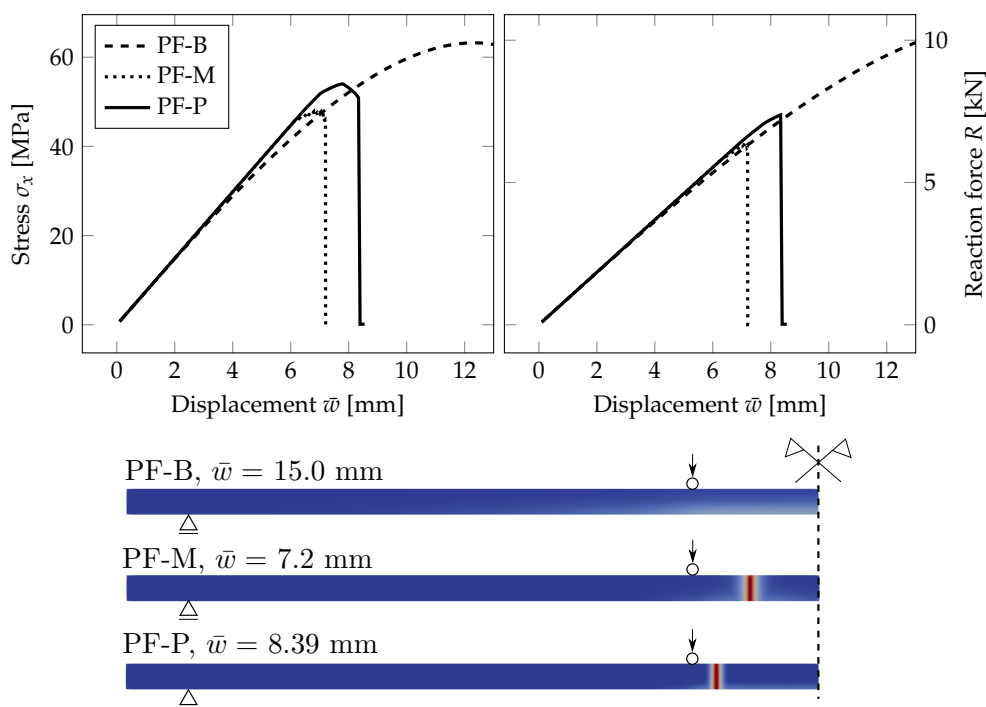 PF-B
PF-M
PF-P
Stress σₓ [MPa]
60
40
20
0
0 2 4 6 8 10 12
Displacement w̄ [mm]
Reaction force R [kN]
10
5
0
0 2 4 6 8 10 12
Displacement w̄ [mm]
PF-B, w̄ = 15.0 mm
PF-M, w̄ = 7.2 mm
PF-P, w̄ = 8.39 mm